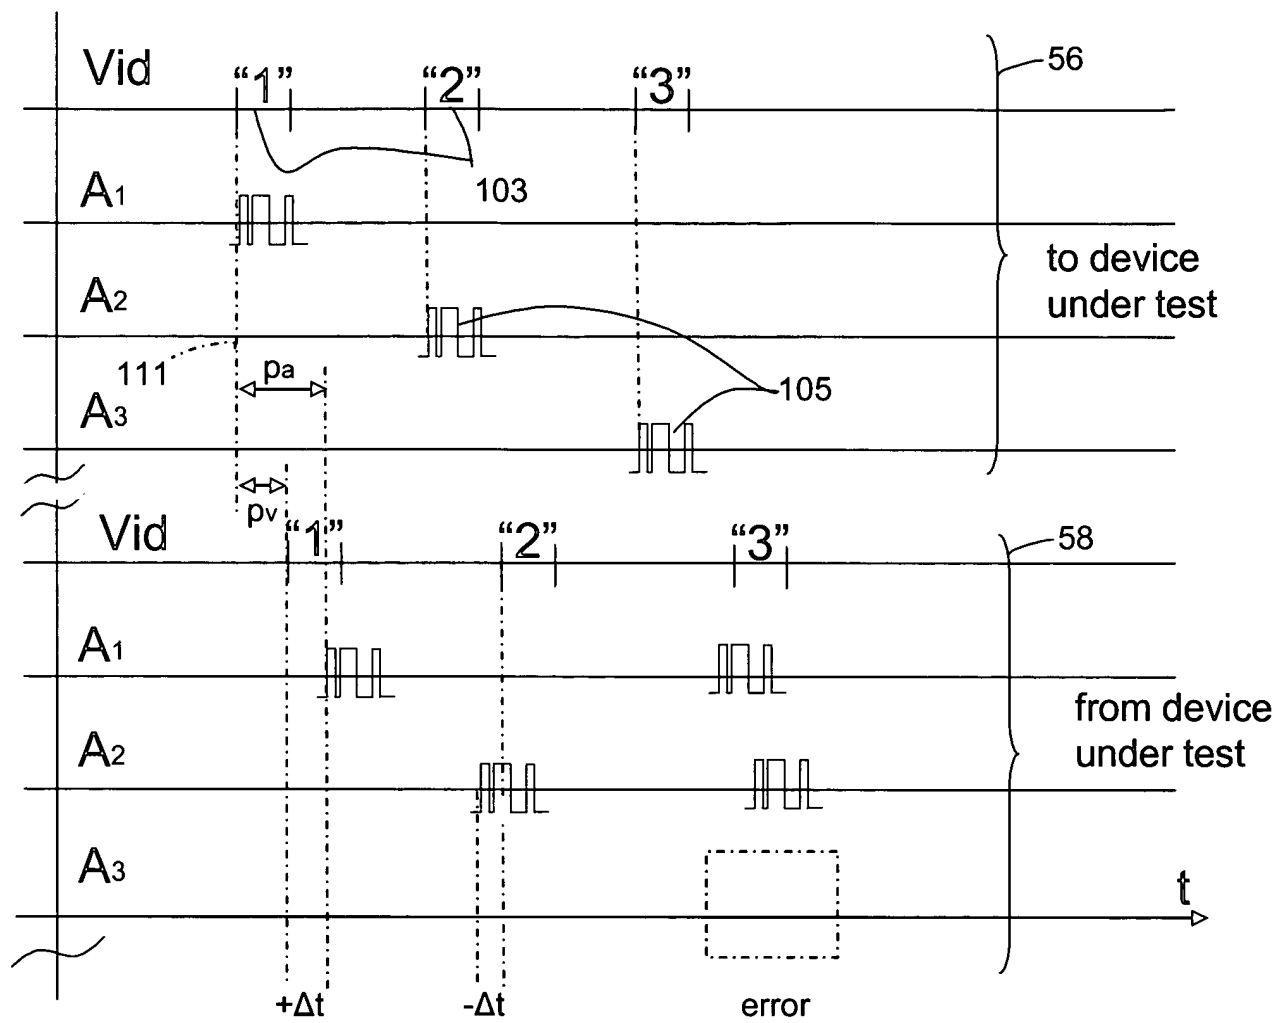 Vid "1" "2" "3" 56
A1 103
to device
under test
A2
111 pa 105
A3
pv
Vid "1" "2" "3" 58
A1
from device
under test
A2
A3
t
+Δt -Δt error